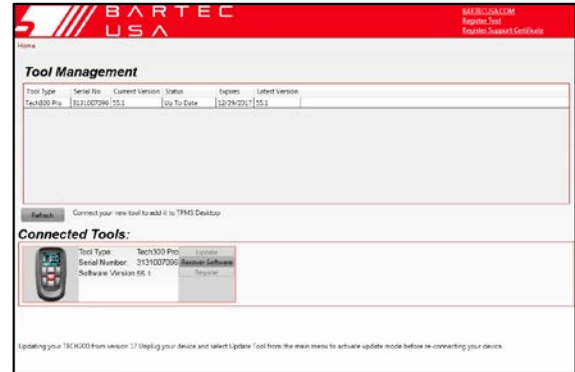 BARTEC
USA
BARTECUSA.COM
Register Tool
Register Support Certificate
Home
Tool Management
Tool Type Serial No Current Version Status Expires Latest Version
Tech300 Pro 3131007096 55.1 Up To Date 12/29/2017 55.1
Refresh Connect your new tool to add it to TPMS Desktop
Connected Tools:
Tool Type: Tech300 Pro Update
Serial Number: 3131007096 Recover Software
Software Version 55.1 Register
Updating your TECH300 from version 1? Unplug your device and select Update Tool from the main menu to activate update mode before re-connecting your device.